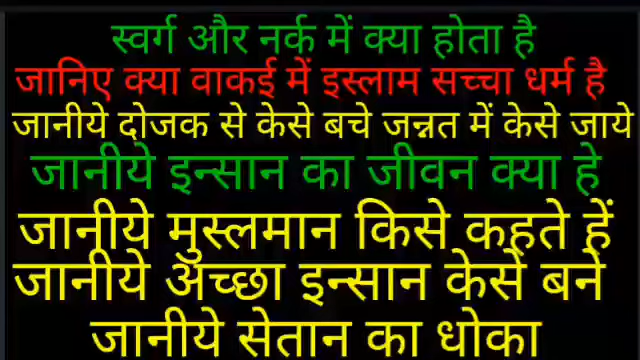 स्वर्ग और नर्क में क्या होता है
जानिए क्या वाकई में इस्लाम सच्चा धर्म है
जानीये दोजक से केसे बचे जन्नत में केसे जाये
जानीये इन्सान का जीवन क्या हे
जानीये मुस्लमान किसे कहते हें
जानीये अच्छा इन्सान केसे बनें
जानीये सेतान का धोका